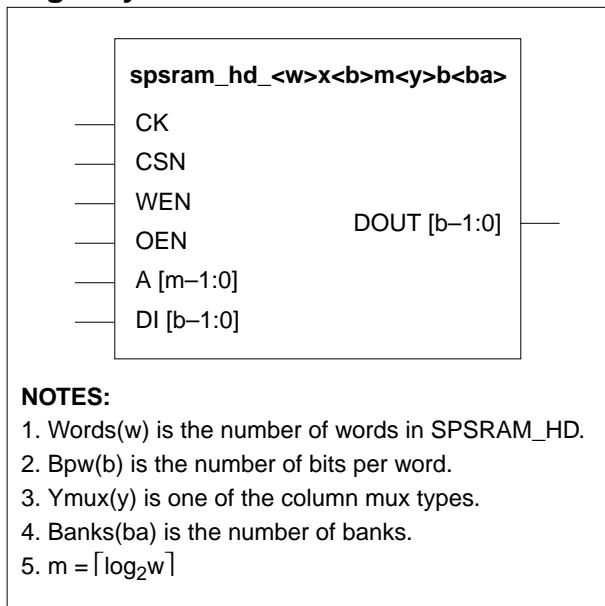 spsram_hd_<w>x<b>m<y>b<ba>
CK
CSN
WEN
OEN
A [m–1:0]
DI [b–1:0]
DOUT [b–1:0]
NOTES:
1. Words(w) is the number of words in SPSRAM_HD.
2. Bpw(b) is the number of bits per word.
3. Ymux(y) is one of the column mux types.
4. Banks(ba) is the number of banks.
5. m = ⌈log₂w⌉